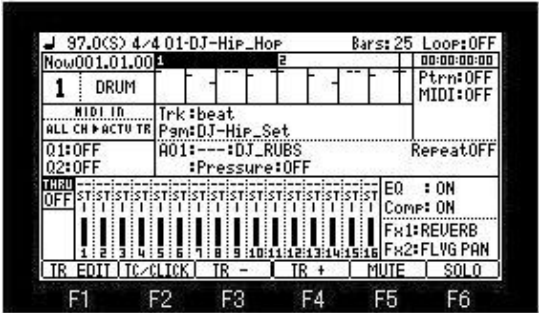 ♩ 97.0(S) 4/4 01-DJ-Hip_Hop Bars: 25 Loop:OFF
Now001.01.00 1 2 00:00:00:00
1 DRUM Ptrn:OFF
MIDI:OFF
MIDI IN Trk:beat
ALL CH ▶ACTU TR Pgm:DJ-Hip_Set
Q1:OFF A01:---:DJ_RUBS RepeatOFF
Q2:OFF :Pressure:OFF
THRU EQ : ON
OFF ST ST ST ST ST ST ST ST ST ST ST ST ST ST ST ST Comp: ON
Fx1:REVERB
1 2 3 4 5 6 7 8 9 10 11 12 13 14 15 16 Fx2:FLYG PAN
TR EDIT TC/CLICK TR - TR + MUTE SOLO
F1 F2 F3 F4 F5 F6